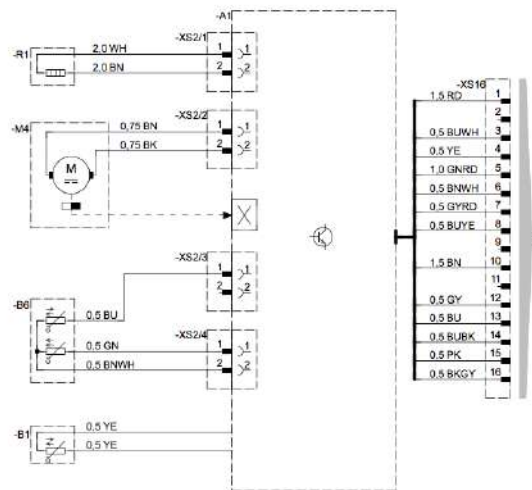 -A1
-XS2/1
-R1
2,0 WH
1
1
2,0 BN
2
2
-XS2/2
-M4
0,75 BN
1
1
0,75 BK
2
2
M
-XS2/3
1
1
2
2
-B6
0,5 BU
-XS2/4
0,5 GN
1
1
0,5 BNWH
2
2
-B1
0,5 YE
0,5 YE
-XS16
1,5 RD
1
2
0,5 BUWH
3
0,5 YE
4
1,0 GNRD
5
0,5 BNWH
6
0,5 GYRD
7
0,5 BUYE
8
9
1,5 BN
10
11
0,5 GY
12
0,5 BU
13
0,5 BUBK
14
0,5 PK
15
0,5 BKGY
16